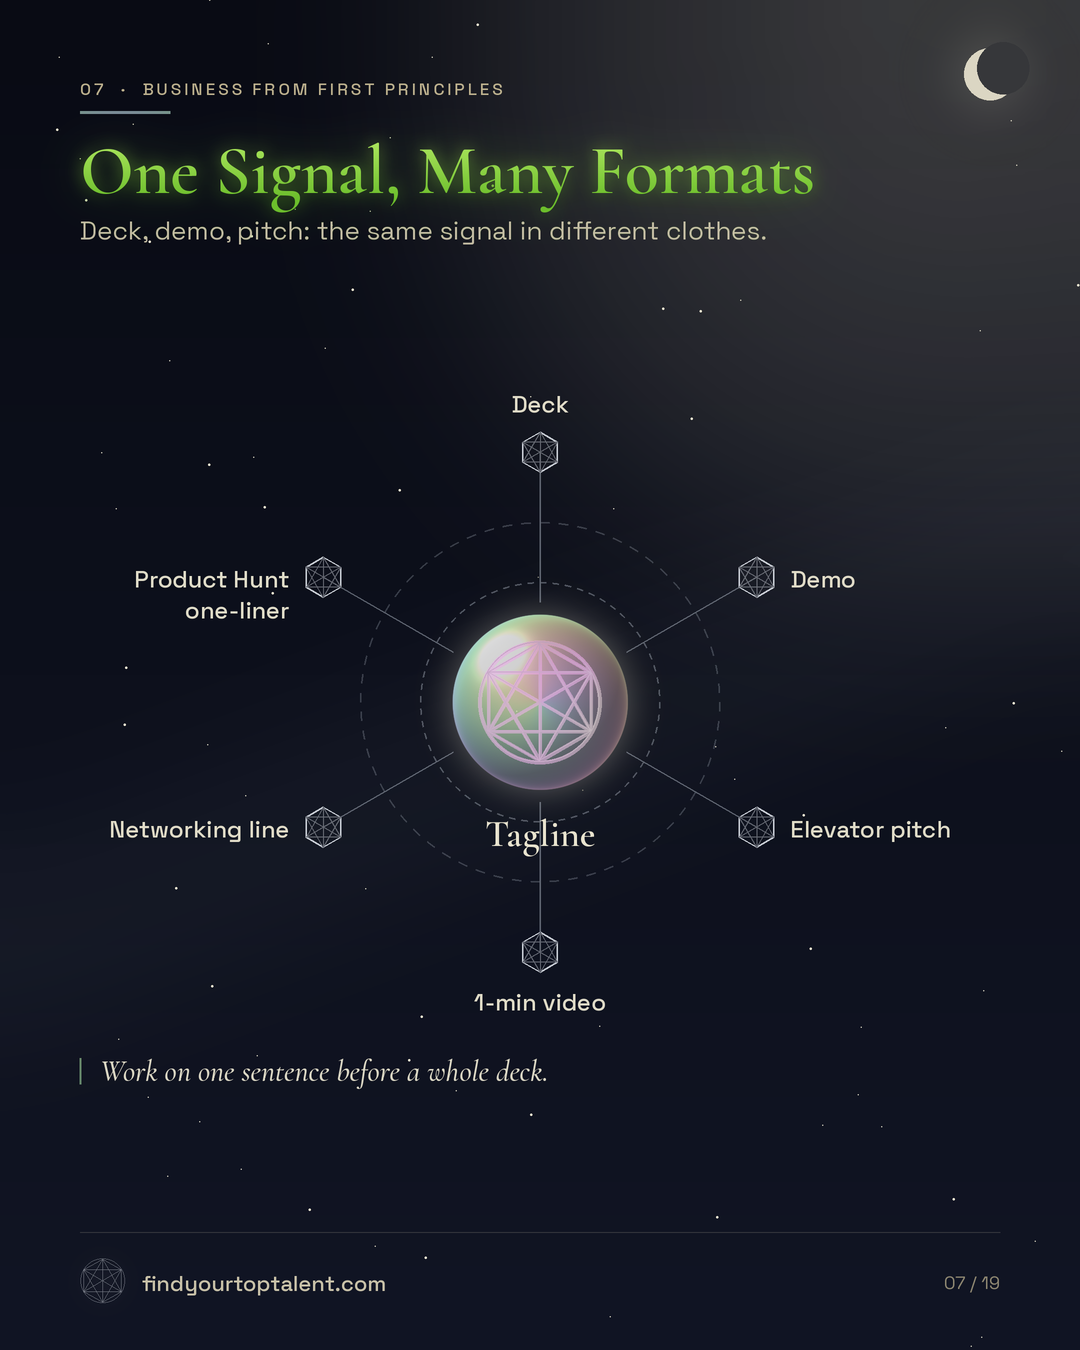 07 · BUSINESS FROM FIRST PRINCIPLES
One Signal, Many Formats
Deck, demo, pitch: the same signal in different clothes.
Deck
Product Hunt
one-liner
Demo
Networking line
Tagline
Elevator pitch
1-min video
Work on one sentence before a whole deck.
findyourtoptalent.com
07 / 19